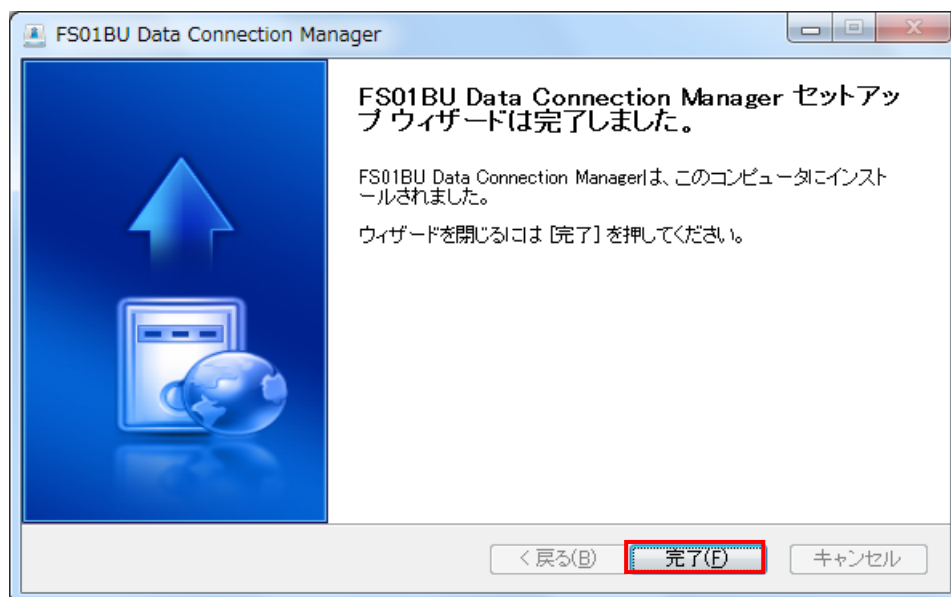 FS01BU Data Connection Manager
FS01BU Data Connection Manager セットアッ
プ ウィザードは完了しました。
FS01BU Data Connection Managerは、このコンピュータにインスト
ールされました。
ウィザードを閉じるには [完了] を押してください。
< 戻る(B)
完了(F)
キャンセル